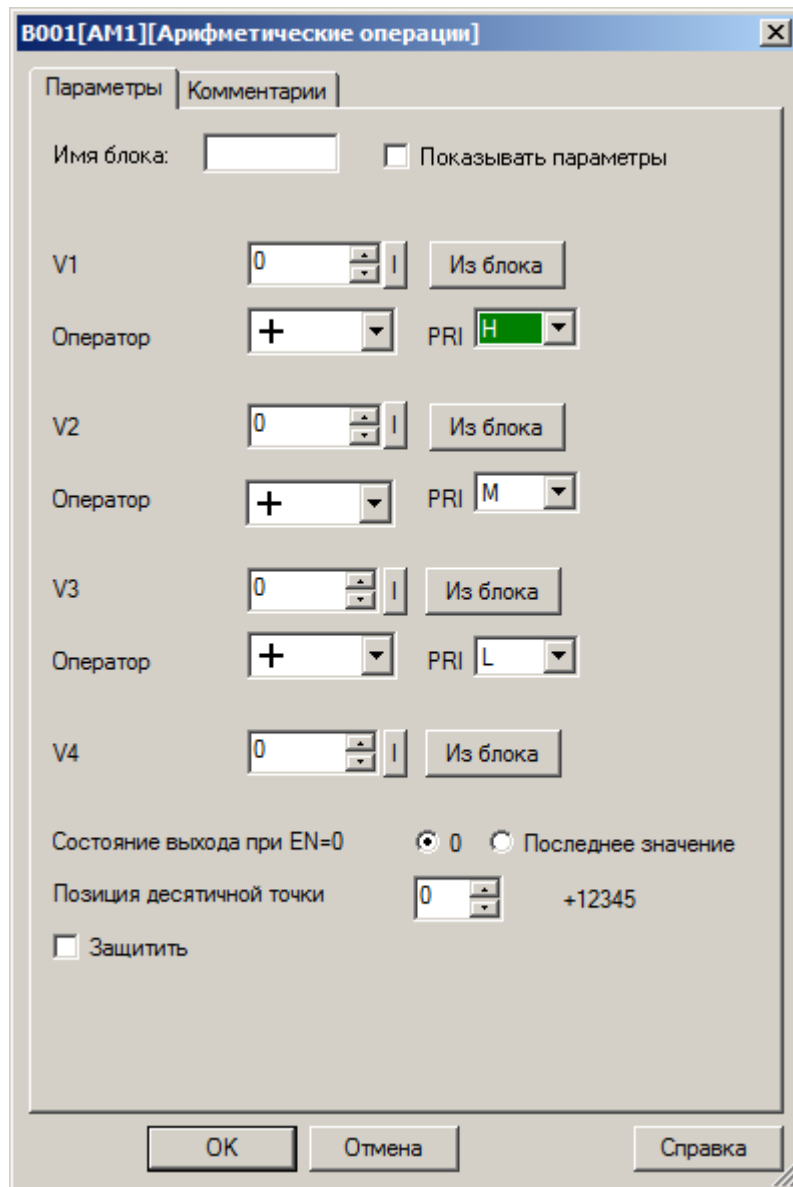 B001[AM1][Арифметические операции]
Параметры Комментарии
Имя блока: Показывать параметры
V1 0 I Из блока
Оператор + PRI H
V2 0 I Из блока
Оператор + PRI M
V3 0 I Из блока
Оператор + PRI L
V4 0 I Из блока
Состояние выхода при EN=0 0 Последнее значение
Позиция десятичной точки 0 +12345
Защитить
OK Отмена Справка